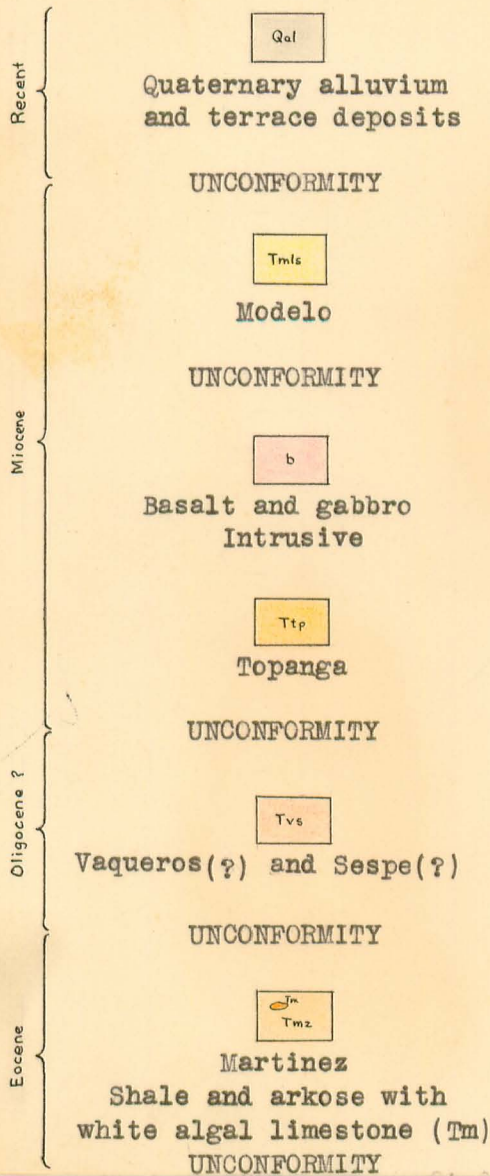 Recent
Qal
Quaternary alluvium
and terrace deposits
UNCONFORMITY
Miocene
Tmls
Modelo
UNCONFORMITY
b
Basalt and gabbro
Intrusive
Ttp
Topanga
UNCONFORMITY
Oligocene ?
Tvs
Vaqueros(?) and Sespe(?)
UNCONFORMITY
Eocene
Tm
Tmz
Martinez
Shale and arkose with
white algal limestone (Tm)
UNCONFORMITY